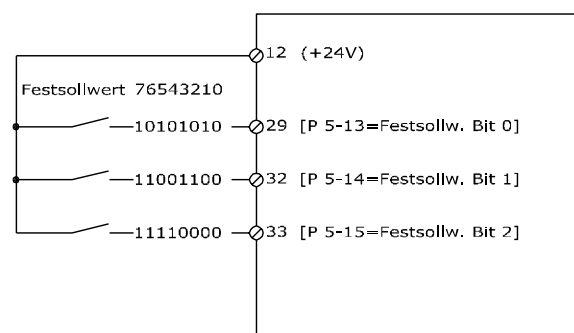 12 (+24V)
Festsollwert 76543210
10101010 29 [P 5-13=Festsollw. Bit 0]
11001100 32 [P 5-14=Festsollw. Bit 1]
11110000 33 [P 5-15=Festsollw. Bit 2]